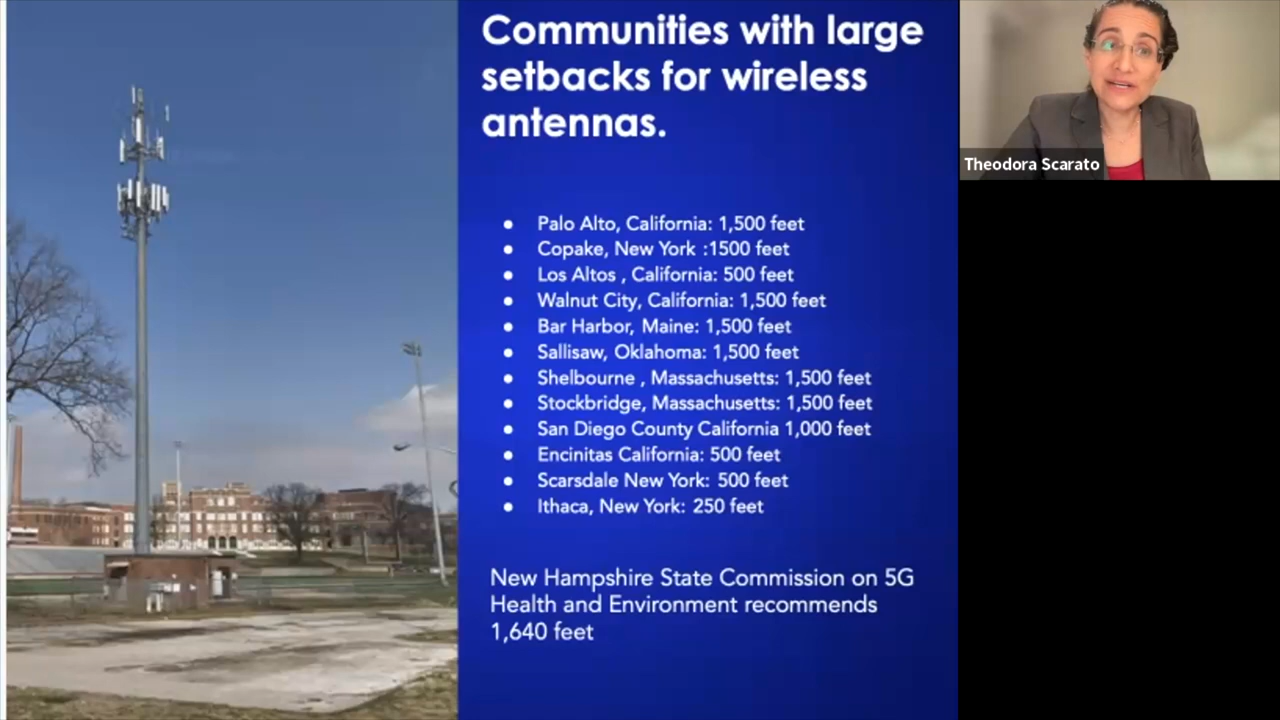 Communities with large
setbacks for wireless
antennas.
Palo Alto, California: 1,500 feet
Copake, New York :1500 feet
Los Altos , California: 500 feet
Walnut City, California: 1,500 feet
Bar Harbor, Maine: 1,500 feet
Sallisaw, Oklahoma: 1,500 feet
Shelbourne , Massachusetts: 1,500 feet
Stockbridge, Massachusetts: 1,500 feet
San Diego County California 1,000 feet
Encinitas California: 500 feet
Scarsdale New York: 500 feet
Ithaca, New York: 250 feet
New Hampshire State Commission on 5G
Health and Environment recommends
1,640 feet
Theodora Scarato